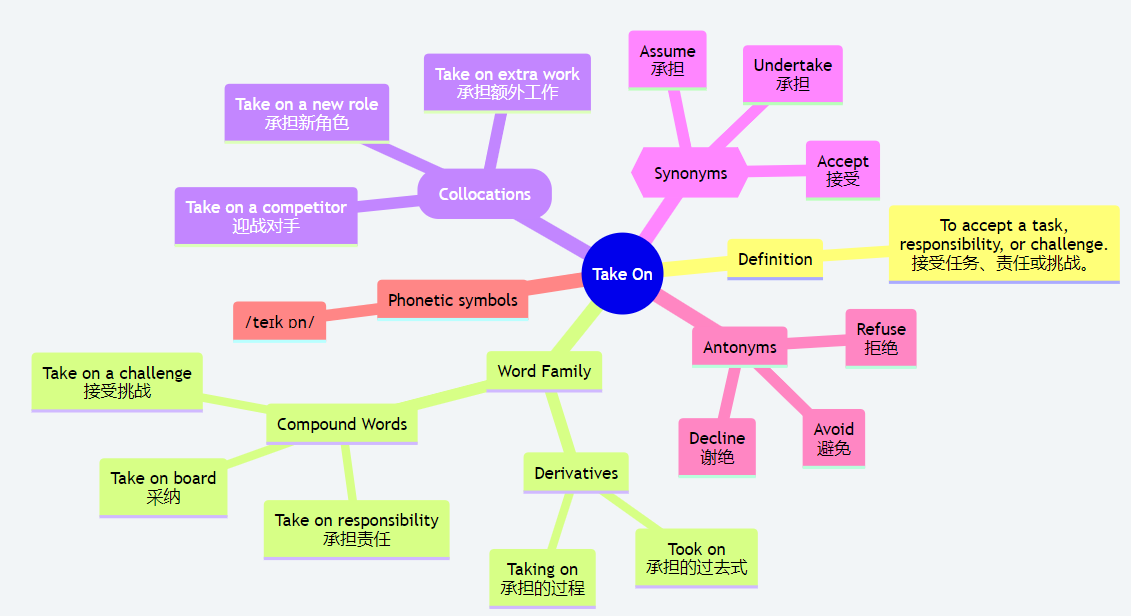 Take On
Definition
To accept a task,
responsibility, or challenge.
接受任务、责任或挑战。
Synonyms
Assume
承担
Undertake
承担
Accept
接受
Antonyms
Refuse
拒绝
Avoid
避免
Decline
谢绝
Collocations
Take on extra work
承担额外工作
Take on a new role
承担新角色
Take on a competitor
迎战对手
Phonetic symbols
/teɪk ɒn/
Word Family
Compound Words
Take on a challenge
接受挑战
Take on board
采纳
Take on responsibility
承担责任
Derivatives
Taking on
承担的过程
Took on
承担的过去式